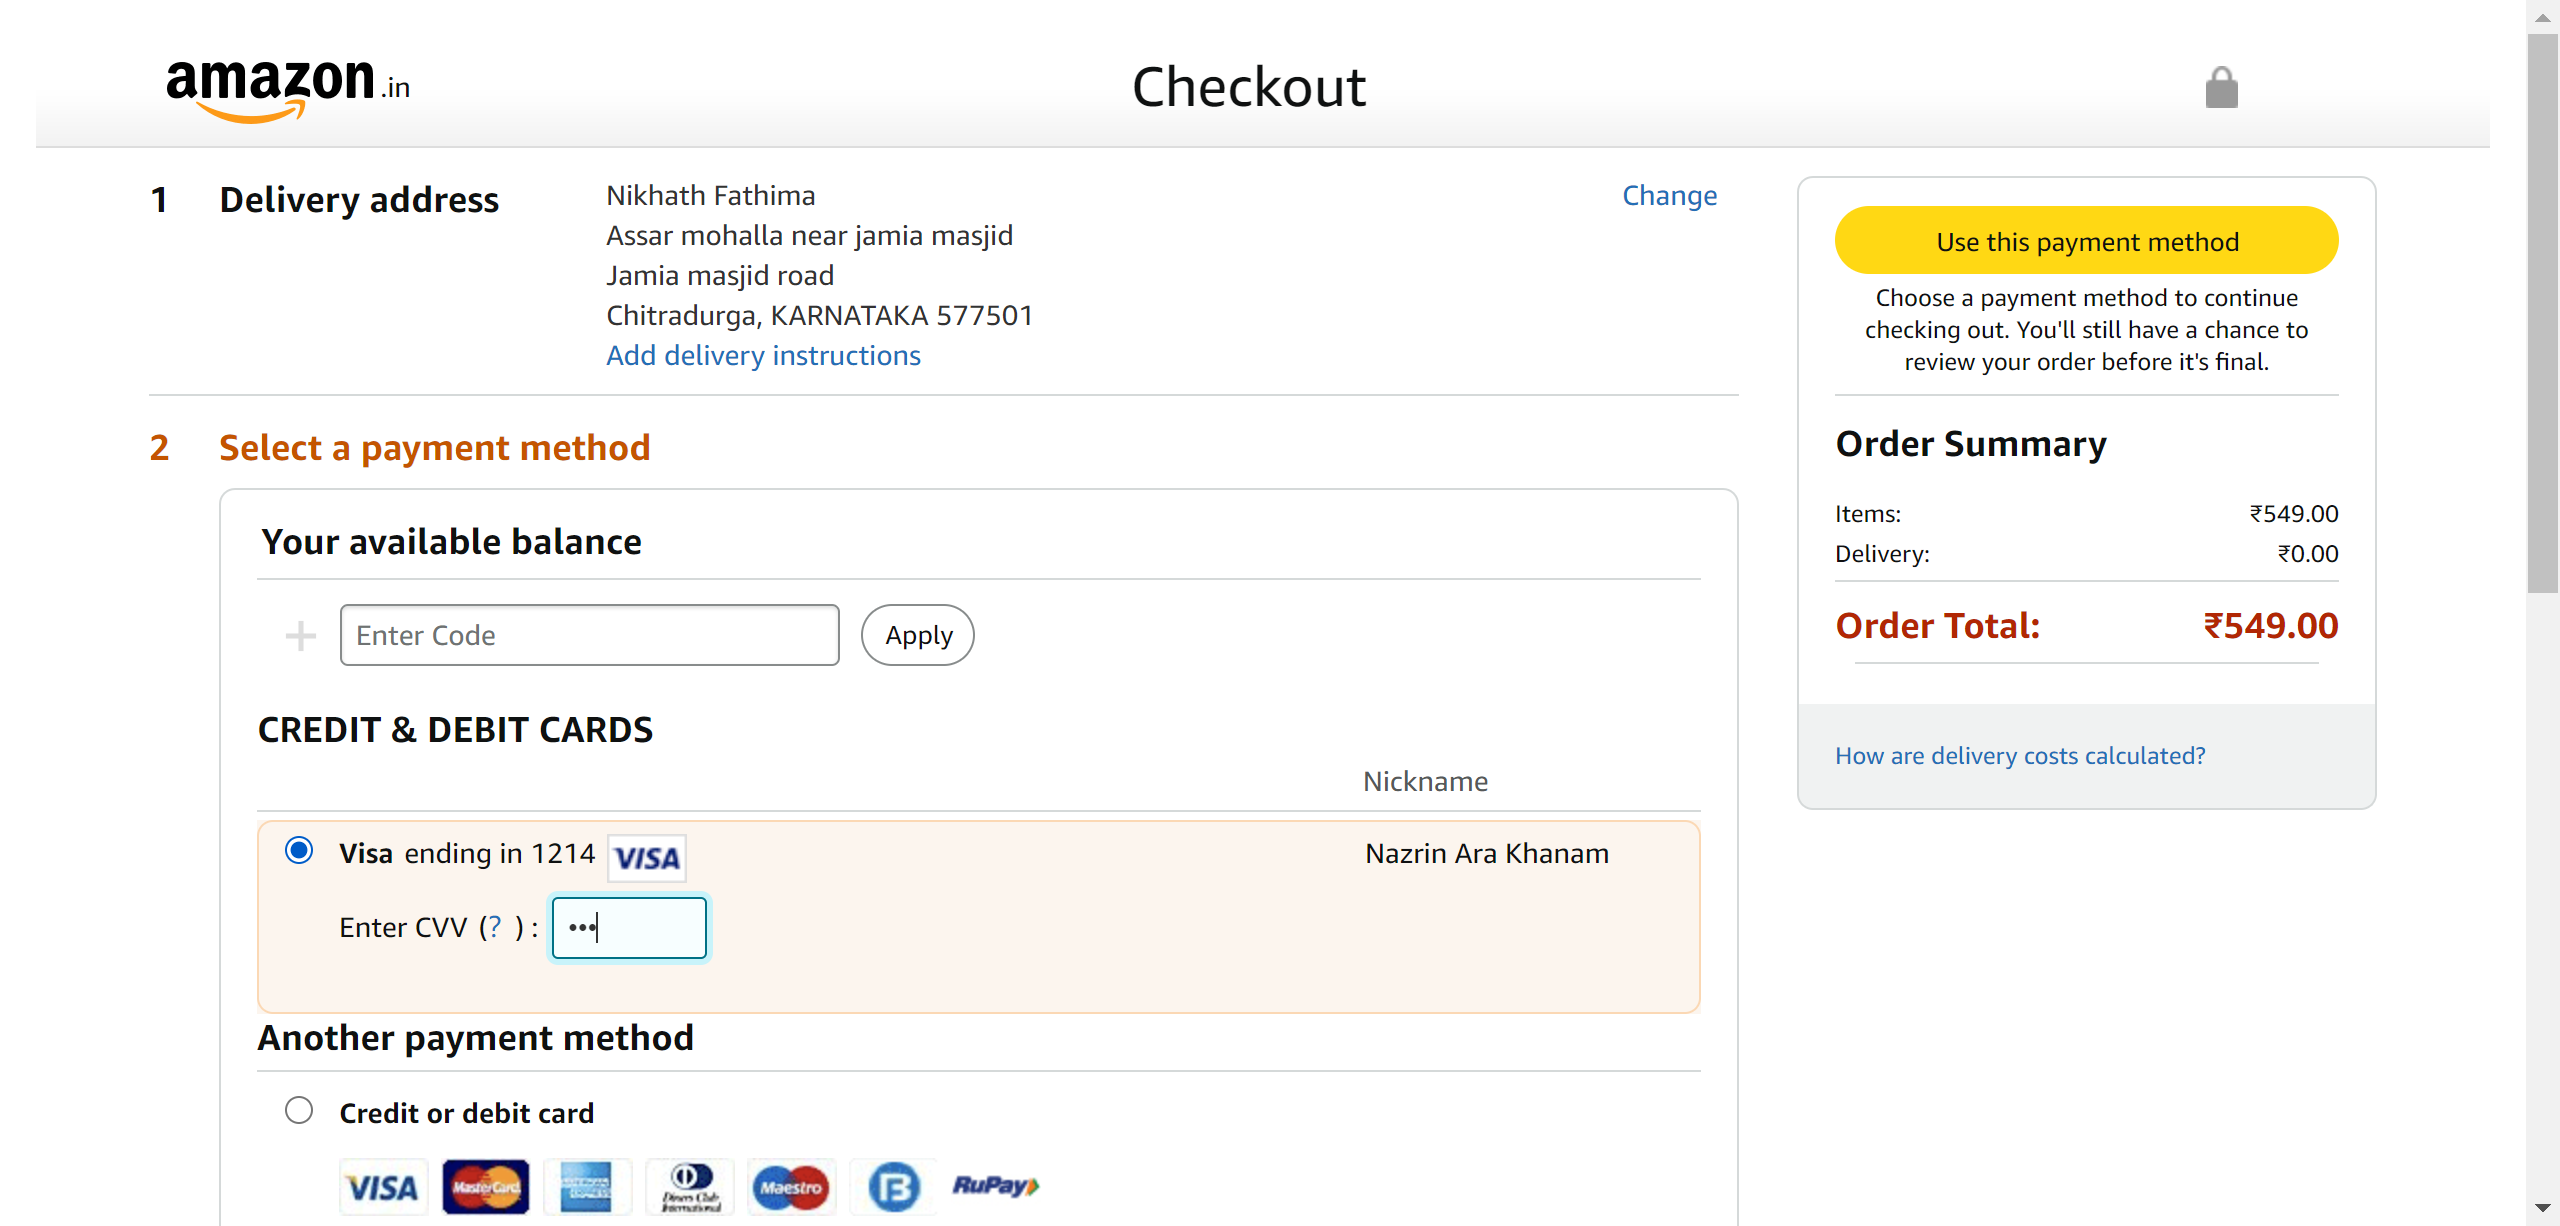 amazon.in
Checkout
1 Delivery address
Nikhath Fathima
Assar mohalla near jamia masjid
Jamia masjid road
Chitradurga, KARNATAKA 577501
Add delivery instructions
Change
2 Select a payment method
Your available balance
Enter Code
Apply
CREDIT & DEBIT CARDS
Nickname
Visa ending in 1214 VISA Nazrin Ara Khanam
Enter CVV (? ) : •••
Another payment method
Credit or debit card
VISA MasterCard Diners Club International Maestro RuPay
Use this payment method
Choose a payment method to continue
checking out. You'll still have a chance to
review your order before it's final.
Order Summary
Items: ₹549.00
Delivery: ₹0.00
Order Total: ₹549.00
How are delivery costs calculated?